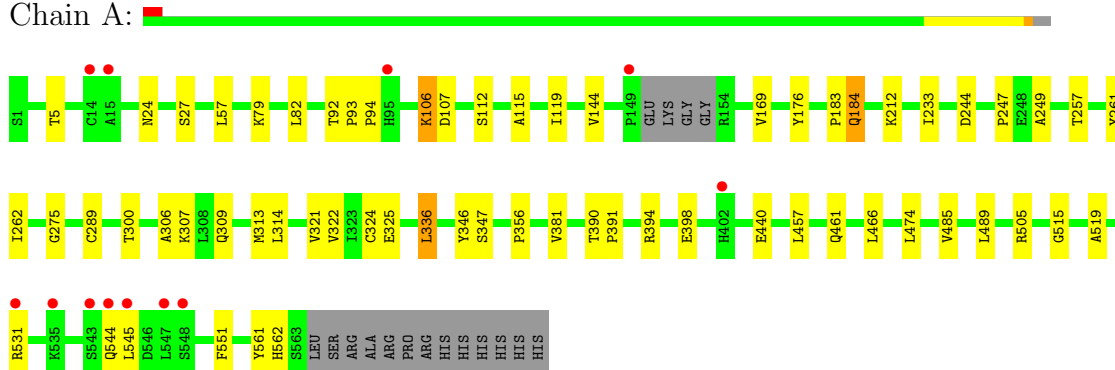 Chain A:
S1 T5 C14 A15 N24 S27 L57 K79 L82 T92 P93 P94 H95 K106 D107 S112 A115 I119 V144 P149 GLU LYS GLY GLY R154 V169 Y176 P183 Q184 K212 I233 D244 P247 E248 A249 T257 Y261
I262 G275 C289 T300 A306 K307 L308 Q309 M313 L314 V321 V322 I323 C324 E325 L336 Y346 S347 P356 V381 T390 P391 R394 E398 H402 E440 L457 Q461 L466 L474 V485 L489 R505 G515 A519
R531 K535 S543 Q544 L545 D546 L547 S548 F551 Y561 H562 S563 LEU SER ARG ALA ARG PRO ARG HIS HIS HIS HIS HIS HIS